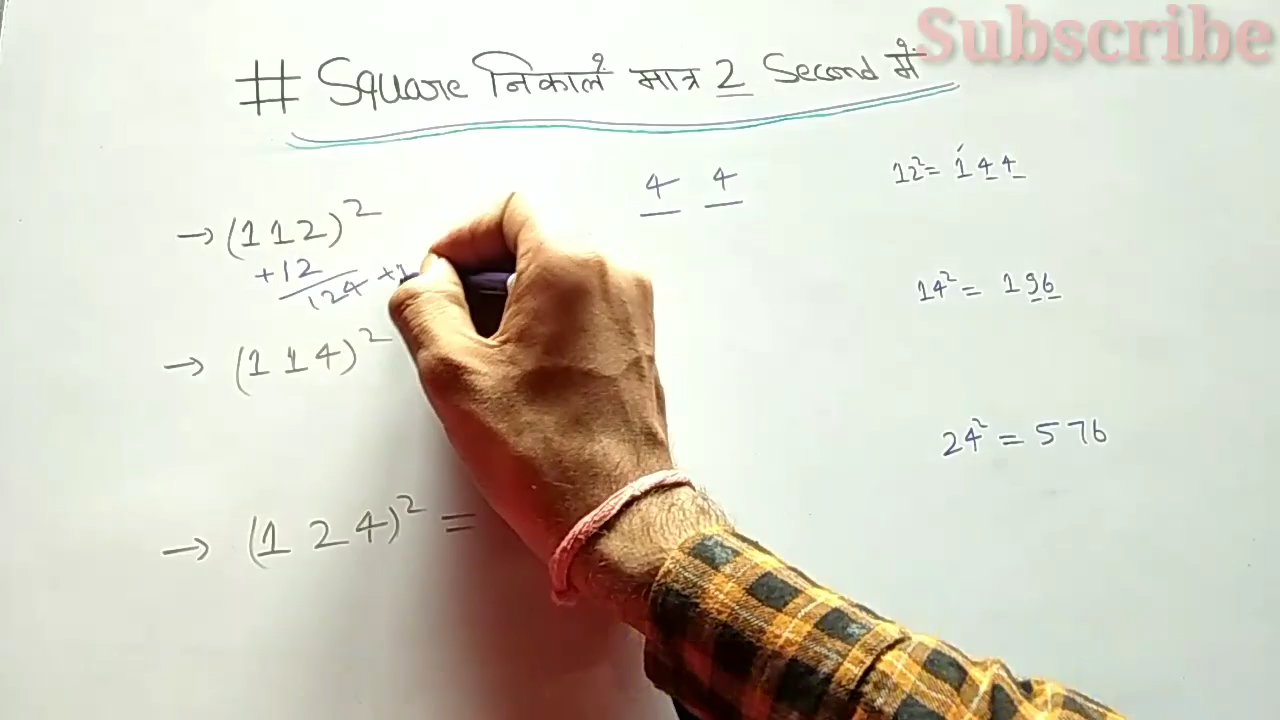 Subscribe
# Square निकालें मात्र 2 Second में
4 4
12² = 144
→ (112)²
+12
124 +1
14² = 196
→ (114)²
24² = 576
→ (124)² =